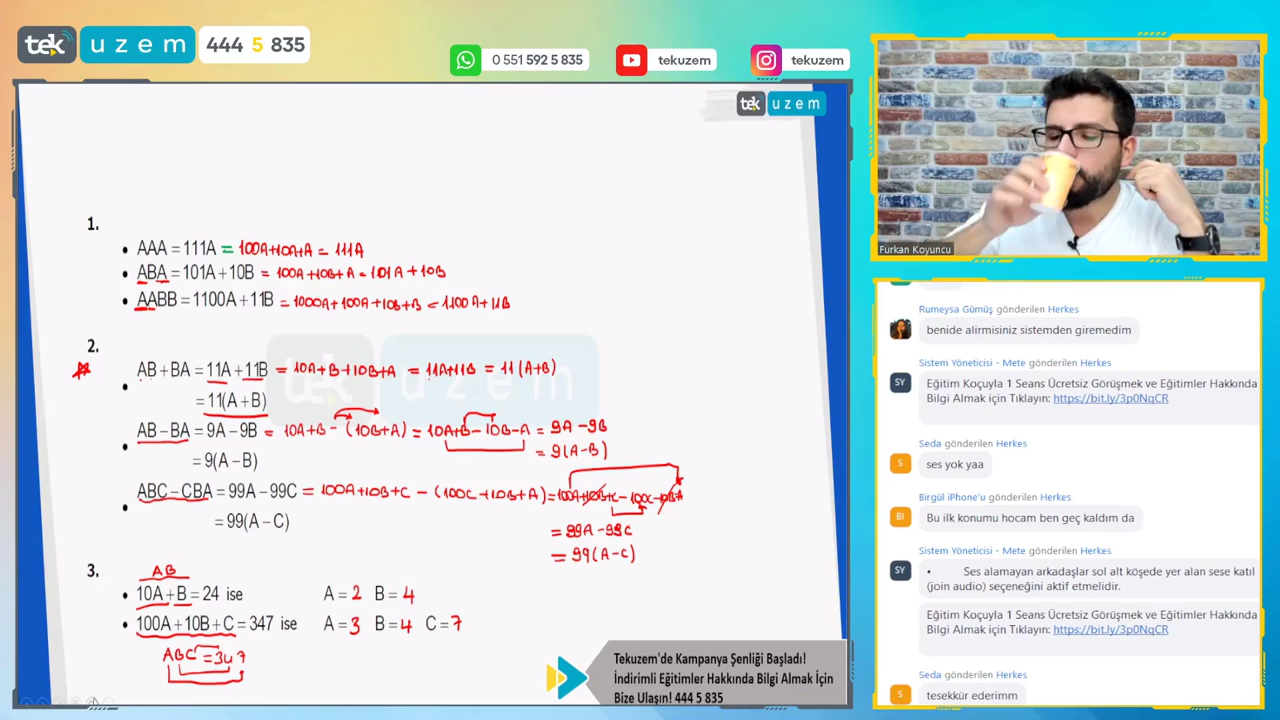 tek uzem 444 5 835
0 551 592 5 835
tekuzem
tekuzem
tek uzem
1.
• AAA = 111A = 100A+10A+A = 111A
• ABA = 101A + 10B = 100A+10B+A = 101A + 10B
• AABB = 1100A + 11B = 1000A+100A+10B+B = 1100A+11B
2.
• AB + BA = 11A + 11B = 10A+B+10B+A = 11A+11B = 11(A+B)
= 11(A + B)
• AB – BA = 9A – 9B = 10A+B – (10B+A) = 10A+B–10B–A = 9A–9B
= 9(A – B)
= 9(A–B)
• ABC – CBA = 99A – 99C = 100A+10B+C – (100C+10B+A) = 100A+10B+C – 100C–10B–A
= 99(A – C)
= 99A–99C
= 99(A–C)
3.
AB
• 10A + B = 24 ise A = 2 B = 4
• 100A + 10B + C = 347 ise A = 3 B = 4 C = 7
ABC = 347
tek uzem
Tekuzem'de Kampanya Şenliği Başladı!
İndirimli Eğitimler Hakkında Bilgi Almak İçin
Bize Ulaşın! 444 5 835
Furkan Koyuncu
Rumeysa Gümüş gönderilen Herkes
benide alirmisiniz sistemden giremedim
Sistem Yöneticisi - Mete gönderilen Herkes
SY
Eğitim Koçuyla 1 Seans Ücretsiz Görüşmek ve Eğitimler Hakkında
Bilgi Almak için Tıklayın: https://bit.ly/3p0NqCR
Seda gönderilen Herkes
S
ses yok yaa
Birgül iPhone'u gönderilen Herkes
BI
Bu ilk konumu hocam ben geç kaldım da
Sistem Yöneticisi - Mete gönderilen Herkes
SY
• Ses alamayan arkadaşlar sol alt köşede yer alan sese katıl
(join audio) seçeneğini aktif etmelidir.
Eğitim Koçuyla 1 Seans Ücretsiz Görüşmek ve Eğitimler Hakkında
Bilgi Almak için Tıklayın: https://bit.ly/3p0NqCR
Seda gönderilen Herkes
S
tesekkür ederimm